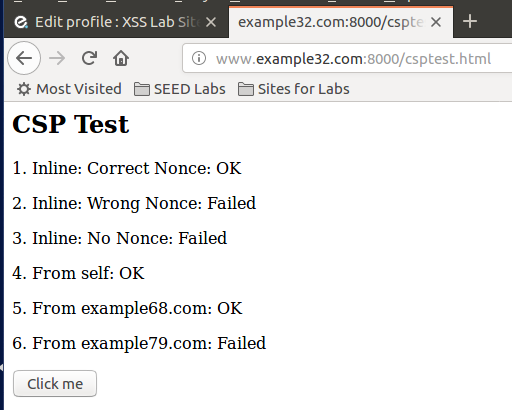 Edit profile : XSS Lab Site
example32.com:8000/cspte
www.example32.com:8000/csptest.html
Most Visited SEED Labs Sites for Labs
CSP Test
1. Inline: Correct Nonce: OK
2. Inline: Wrong Nonce: Failed
3. Inline: No Nonce: Failed
4. From self: OK
5. From example68.com: OK
6. From example79.com: Failed
Click me